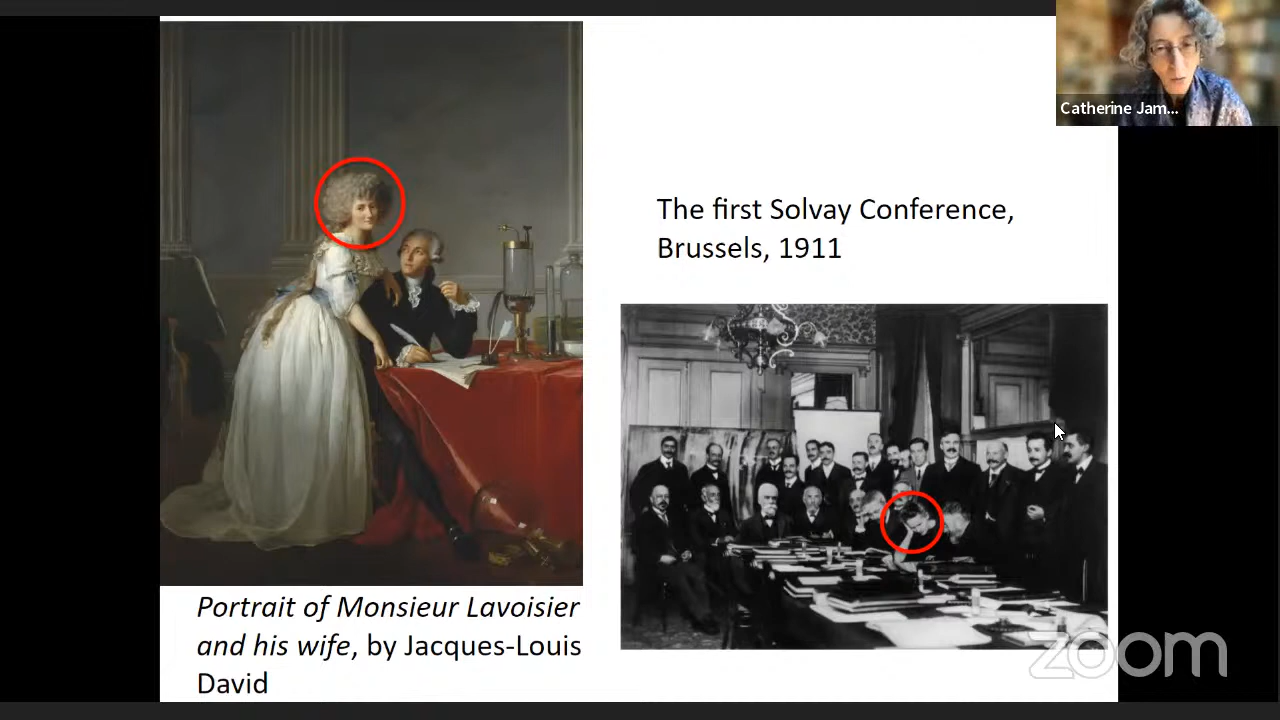 Catherine Jam...
The first Solvay Conference,
Brussels, 1911
Portrait of Monsieur Lavoisier
and his wife, by Jacques-Louis
David
zoom